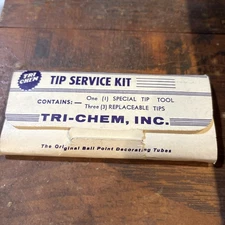 TRI
CHEM
TIP SERVICE KIT
CONTAINS:— One (1) SPECIAL TIP TOOL
Three (3) REPLACEABLE TIPS
TRI-CHEM, INC.
The Original Ball Point Decorating Tubes